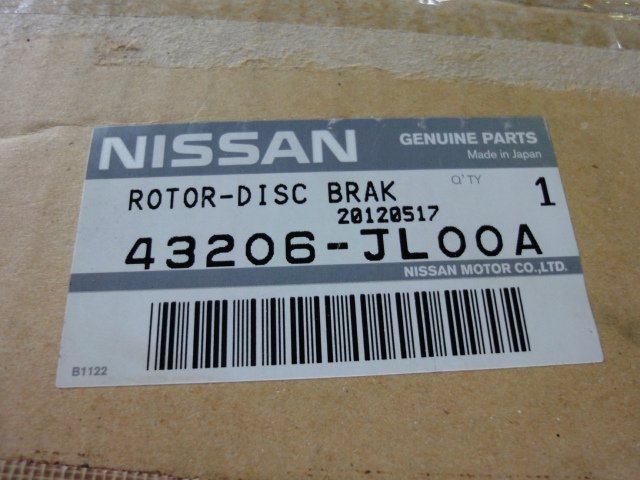 NISSAN GENUINE PARTS
Made in Japan
ROTOR-DISC BRAK Q'TY 1
20120517
43206-JL00A
NISSAN MOTOR CO.,LTD.
B1122